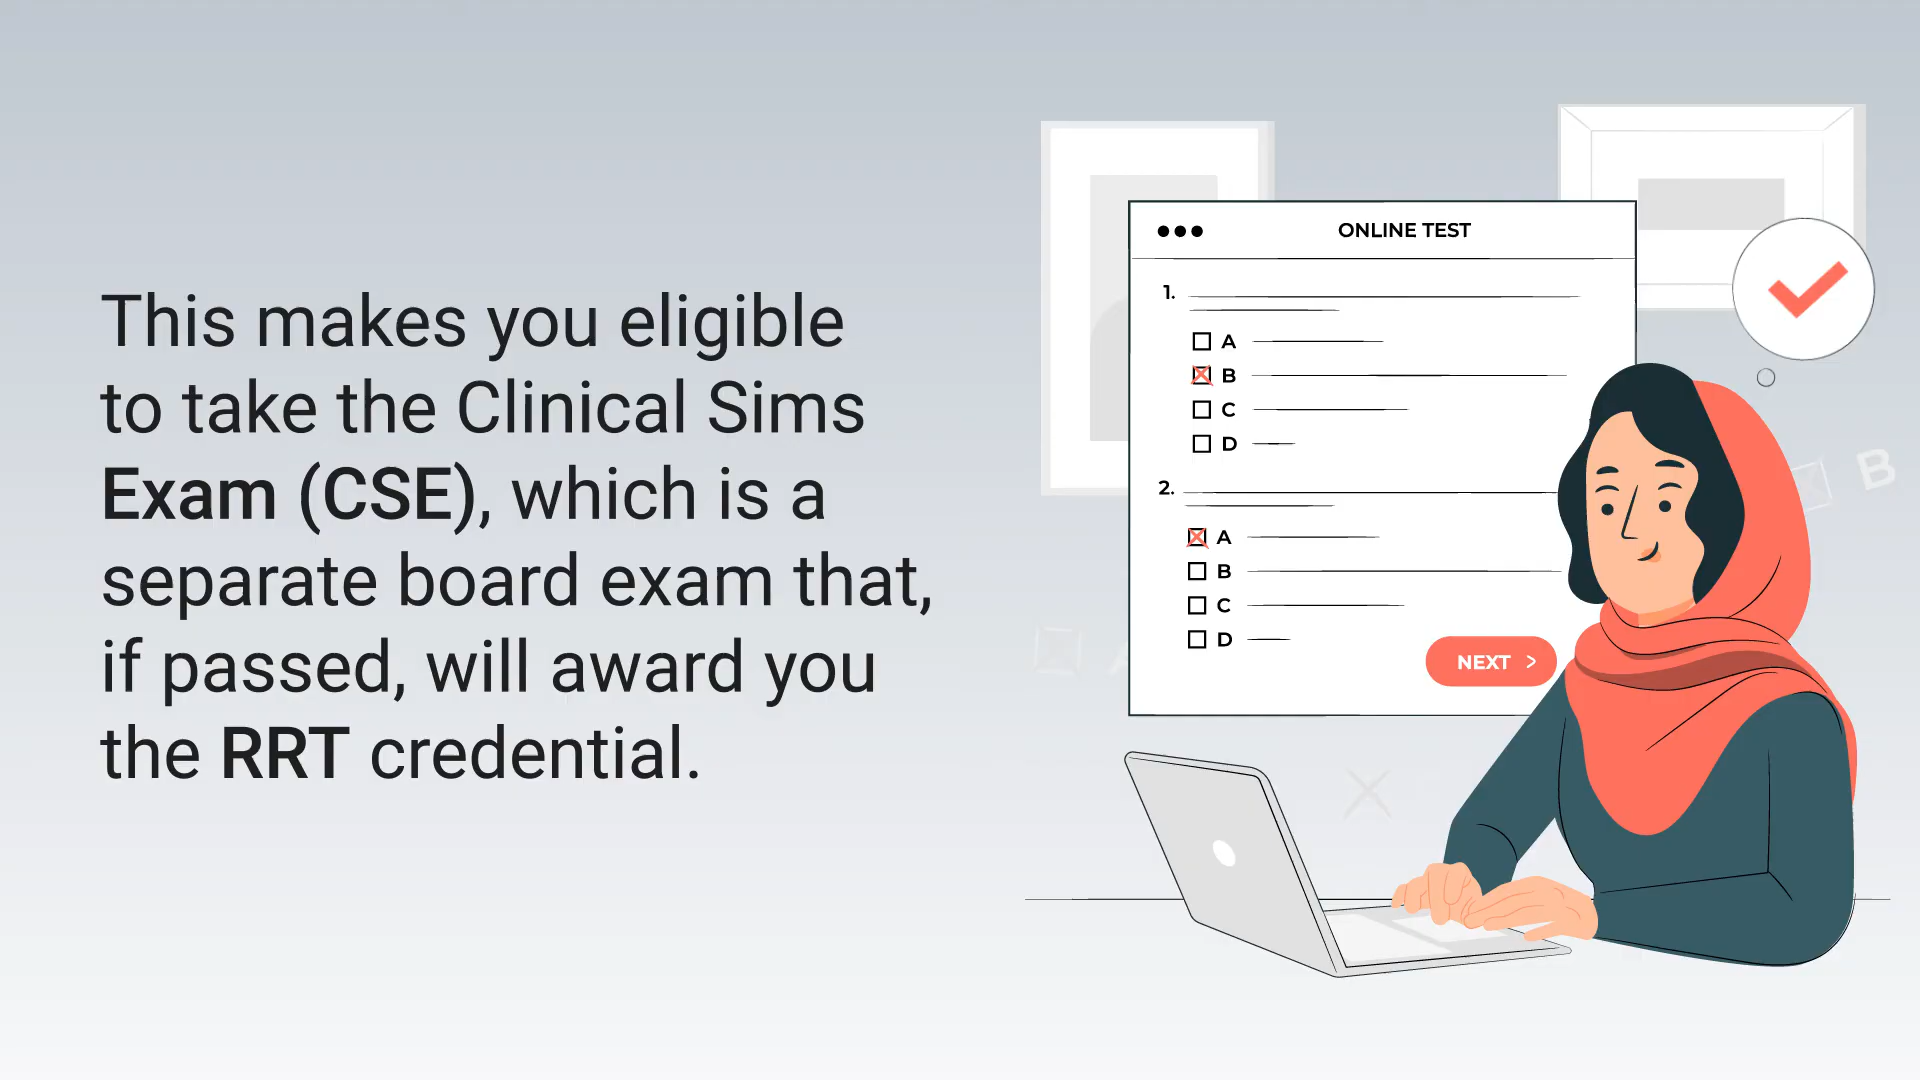 This makes you eligible
to take the Clinical Sims
Exam (CSE), which is a
separate board exam that,
if passed, will award you
the RRT credential.
ONLINE TEST
1.
A
B
C
D
2.
A
B
C
D
NEXT >
B